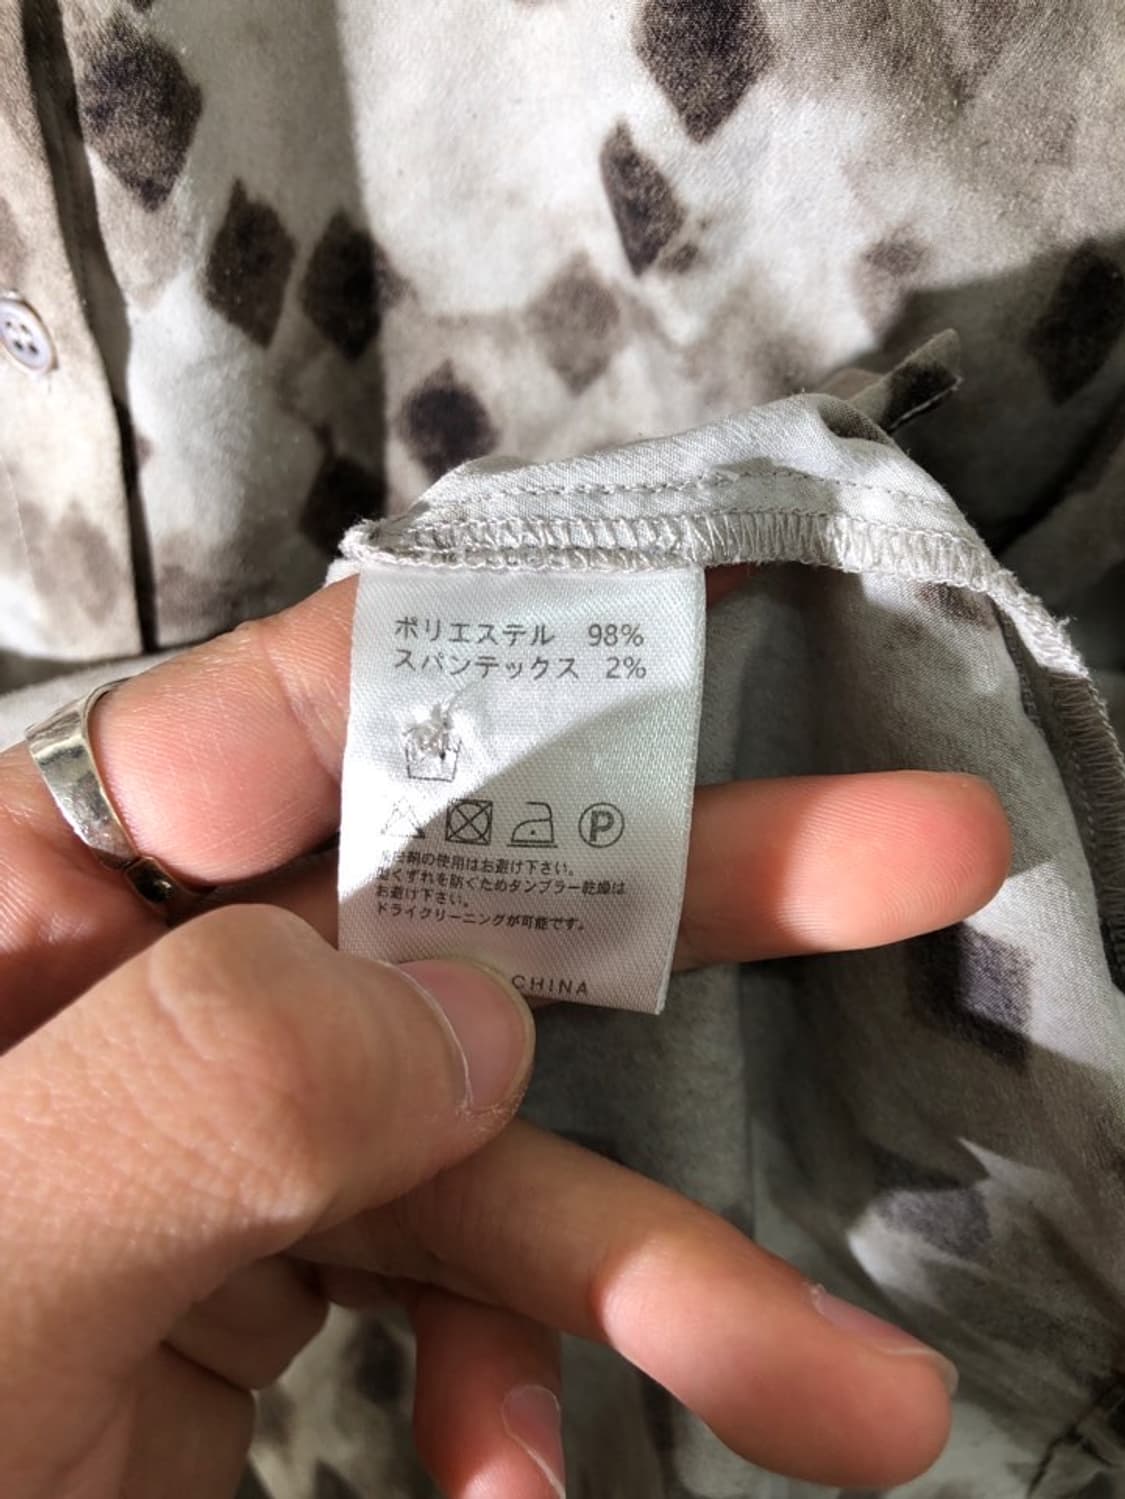 ポリエステル 98%
スパンテックス 2%
P
の使用はお避け下さい。
くずれを防ぐためタンブラー乾燥は
お避け下さい。
ドライクリーニングが可能です。
CHINA